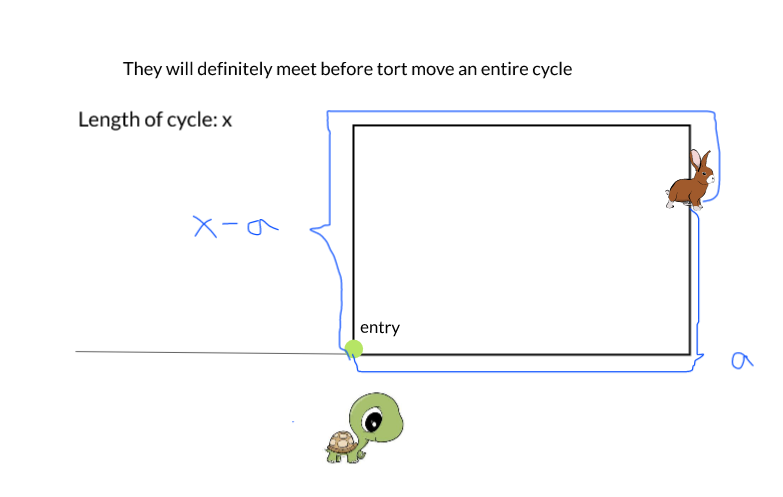 They will definitely meet before tort move an entire cycle
Length of cycle: x
x-a
entry
a